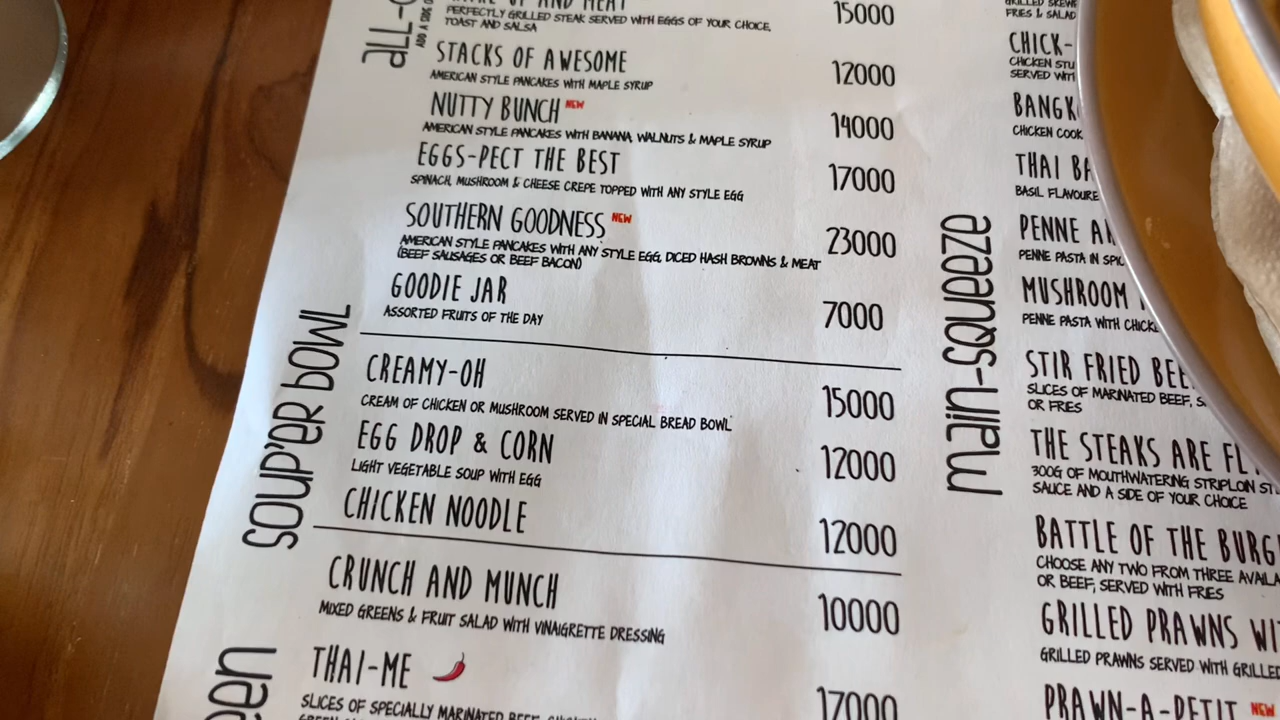 ALL-
PERFECTLY GRILLED STEAK SERVED WITH EGGS OF YOUR CHOICE,
TOAST AND SALSA
15000
STACKS OF AWESOME
AMERICAN STYLE PANCAKES WITH MAPLE SYRUP
12000
NUTTY BUNCH NEW
AMERICAN STYLE PANCAKES WITH BANANA, WALNUTS & MAPLE SYRUP
14000
EGGS-PECT THE BEST
SPINACH, MUSHROOM & CHEESE CREPE TOPPED WITH ANY STYLE EGG
17000
SOUTHERN GOODNESS NEW
AMERICAN STYLE PANCAKES WITH ANY STYLE EGG, DICED HASH BROWNS & MEAT
(BEEF SAUSAGES OR BEEF BACON)
23000
GOODIE JAR
ASSORTED FRUITS OF THE DAY
7000
SOUP'ER BOWL
CREAMY-OH
CREAM OF CHICKEN OR MUSHROOM SERVED IN SPECIAL BREAD BOWL
15000
EGG DROP & CORN
LIGHT VEGETABLE SOUP WITH EGG
12000
CHICKEN NOODLE
12000
CRUNCH AND MUNCH
MIXED GREENS & FRUIT SALAD WITH VINAIGRETTE DRESSING
10000
THAI-ME
SLICES OF SPECIALLY MARINATED BEEF,
17000
FRIES & SALAD
CHICK-
CHICKEN
SERVED
CHICKEN
THAI
BASIL
MAIN-SQUEEZE
PENNE
PENNE PASTA IN
MUSHROOM
PENNE PASTA WITH
STIR FRIED
SLICES OF MARINATED BEEF,
OR FRIES
THE STEAKS ARE
300G OF MOUTHWATERING STRIPLOIN
SAUCE AND A SIDE OF YOUR CHOICE
BATTLE OF THE
CHOOSE ANY TWO FROM THREE
OR BEEF, SERVED WITH FRIES
GRILLED PRAWNS
GRILLED PRAWNS SERVED WITH
PRAWN-A-PETIT NEW